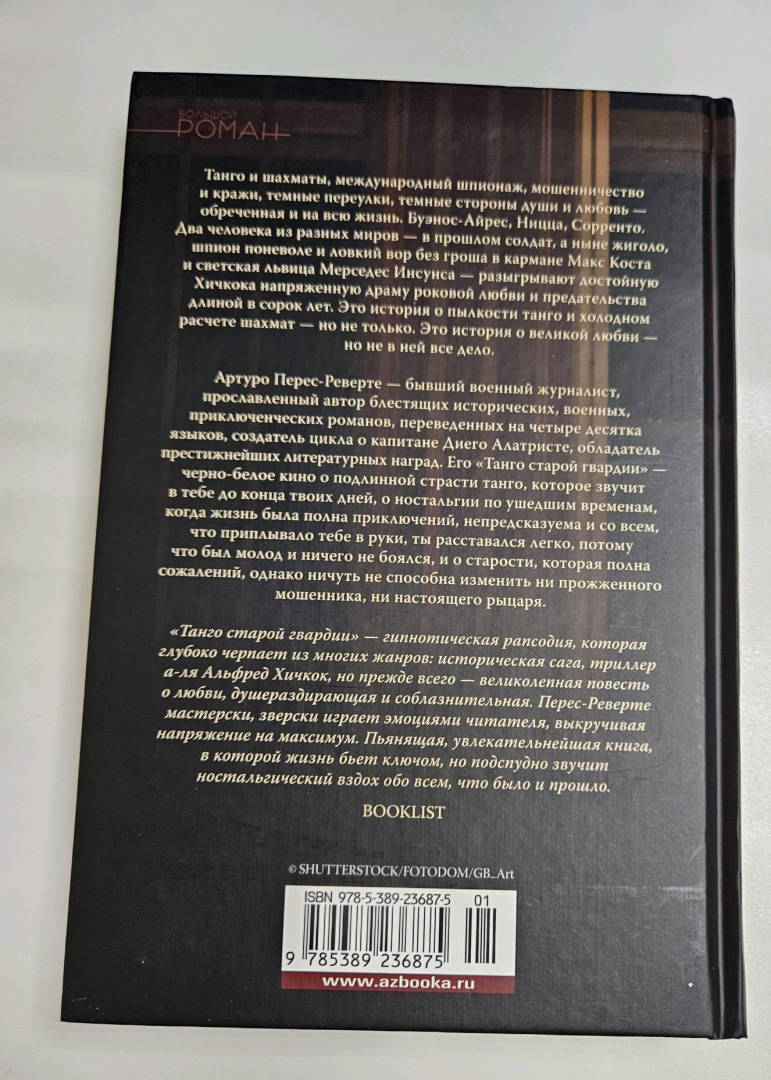 БОЛЬШОЙ
РОМАН
Танго и шахматы, международный шпионаж, мошенничество
и кражи, темные переулки, темные стороны души и любовь —
обреченная и на всю жизнь. Буэнос-Айрес, Ницца, Сорренто.
Два человека из разных миров — в прошлом солдат, а ныне жиголо,
шпион поневоле и ловкий вор без гроша в кармане Макс Коста
и светская львица Мерседес Инсунса — разыгрывают достойную
Хичкока напряженную драму роковой любви и предательства
длиной в сорок лет. Это история о пылкости танго и холодном
расчете шахмат — но не только. Это история о великой любви —
но не в ней все дело.
Артуро Перес-Реверте — бывший военный журналист,
прославленный автор блестящих исторических, военных,
приключенческих романов, переведенных на четыре десятка
языков, создатель цикла о капитане Диего Алатристе, обладатель
престижнейших литературных наград. Его «Танго старой гвардии» —
черно-белое кино о подлинной страсти танго, которое звучит
в тебе до конца твоих дней, о ностальгии по ушедшим временам,
когда жизнь была полна приключений, непредсказуема и со всем,
что приплывало тебе в руки, ты расставался легко, потому
что был молод и ничего не боялся, и о старости, которая полна
сожалений, однако ничуть не способна изменить ни прожженного
мошенника, ни настоящего рыцаря.
«Танго старой гвардии» — гипнотическая рапсодия, которая
глубоко черпает из многих жанров: историческая сага, триллер
а-ля Альфред Хичкок, но прежде всего — великолепная повесть
о любви, душераздирающая и соблазнительная. Перес-Реверте
мастерски, зверски играет эмоциями читателя, выкручивая
напряжение на максимум. Пьянящая, увлекательнейшая книга,
в которой жизнь бьет ключом, но подспудно звучит
ностальгический вздох обо всем, что было и прошло.
BOOKLIST
© SHUTTERSTOCK/FOTODOM/GB_Art
ISBN 978-5-389-23687-5 01
9 785389 236875
www.azbooka.ru